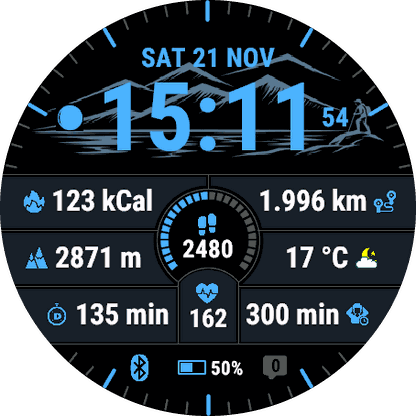 SAT 21 NOV
15:11 54
123 kCal
1.996 km
2480
2871 m
17 °C
135 min
162
300 min
D
50%
0